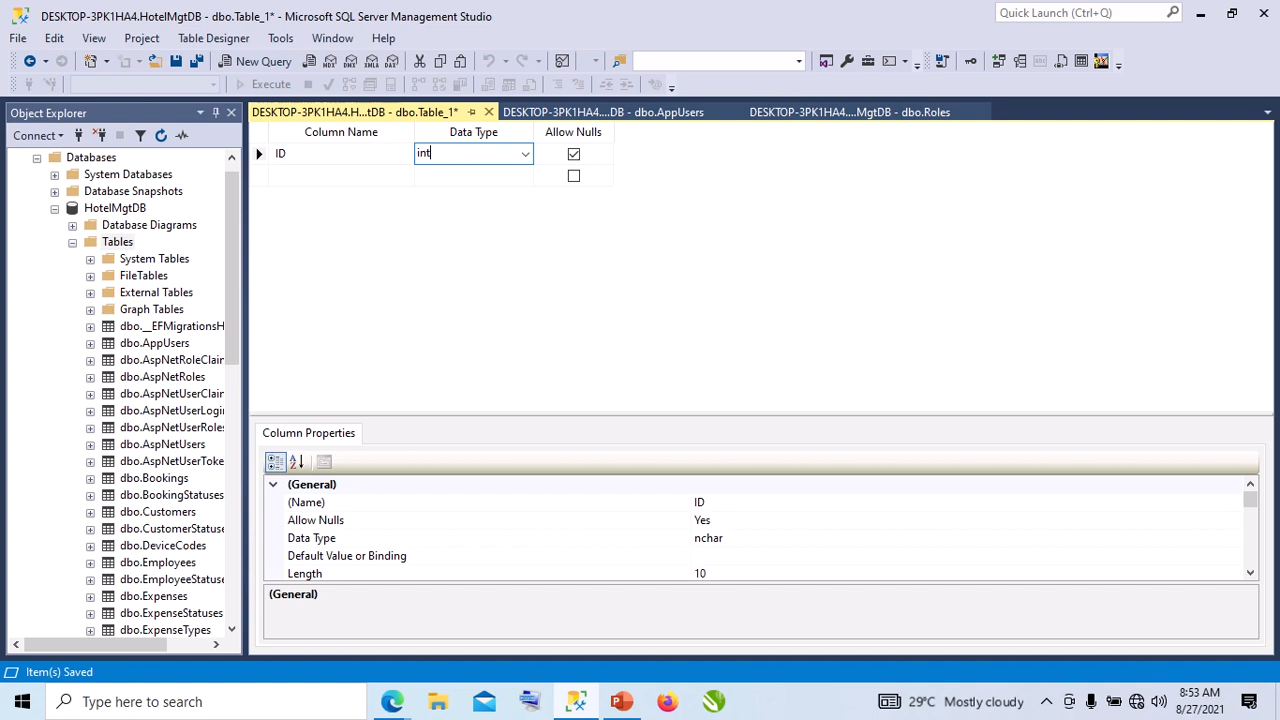 DESKTOP-3PK1HA4.HotelMgtDB - dbo.Table_1* - Microsoft SQL Server Management Studio
Quick Launch (Ctrl+Q)
File Edit View Project Table Designer Tools Window Help
New Query
MDX DMX XMLA DAX
Execute
Object Explorer
DESKTOP-3PK1HA4.H...tDB - dbo.Table_1*
DESKTOP-3PK1HA4....DB - dbo.AppUsers
DESKTOP-3PK1HA4....MgtDB - dbo.Roles
Connect
Column Name Data Type Allow Nulls
ID int
Databases
System Databases
Database Snapshots
HotelMgtDB
Database Diagrams
Tables
System Tables
FileTables
External Tables
Graph Tables
dbo.__EFMigrationsH
dbo.AppUsers
dbo.AspNetRoleClain
dbo.AspNetRoles
dbo.AspNetUserClain
dbo.AspNetUserLogi
dbo.AspNetUserRoles
dbo.AspNetUsers
dbo.AspNetUserToke
dbo.Bookings
dbo.BookingStatuses
dbo.Customers
dbo.CustomerStatuse
dbo.DeviceCodes
dbo.Employees
dbo.EmployeeStatuse
dbo.Expenses
dbo.ExpenseStatuses
dbo.ExpenseTypes
Column Properties
(General)
(Name) ID
Allow Nulls Yes
Data Type nchar
Default Value or Binding
Length 10
(General)
Item(s) Saved
Type here to search
29°C Mostly cloudy
8:53 AM
8/27/2021